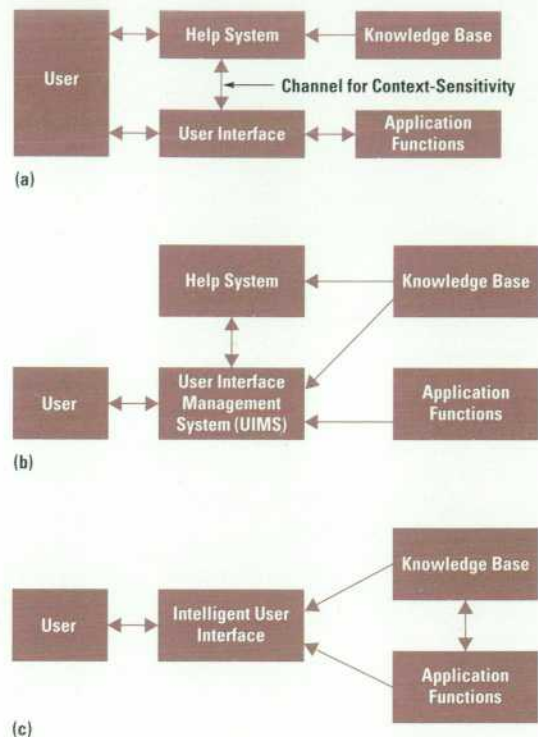 Help System
Knowledge Base
User
Channel for Context-Sensitivity
User Interface
Application
Functions
(a)
Help System
Knowledge Base
User
User Interface
Management
System (UIMS)
Application
Functions
(b)
Knowledge Base
User
Intelligent User
Interface
Application
Functions
(c)